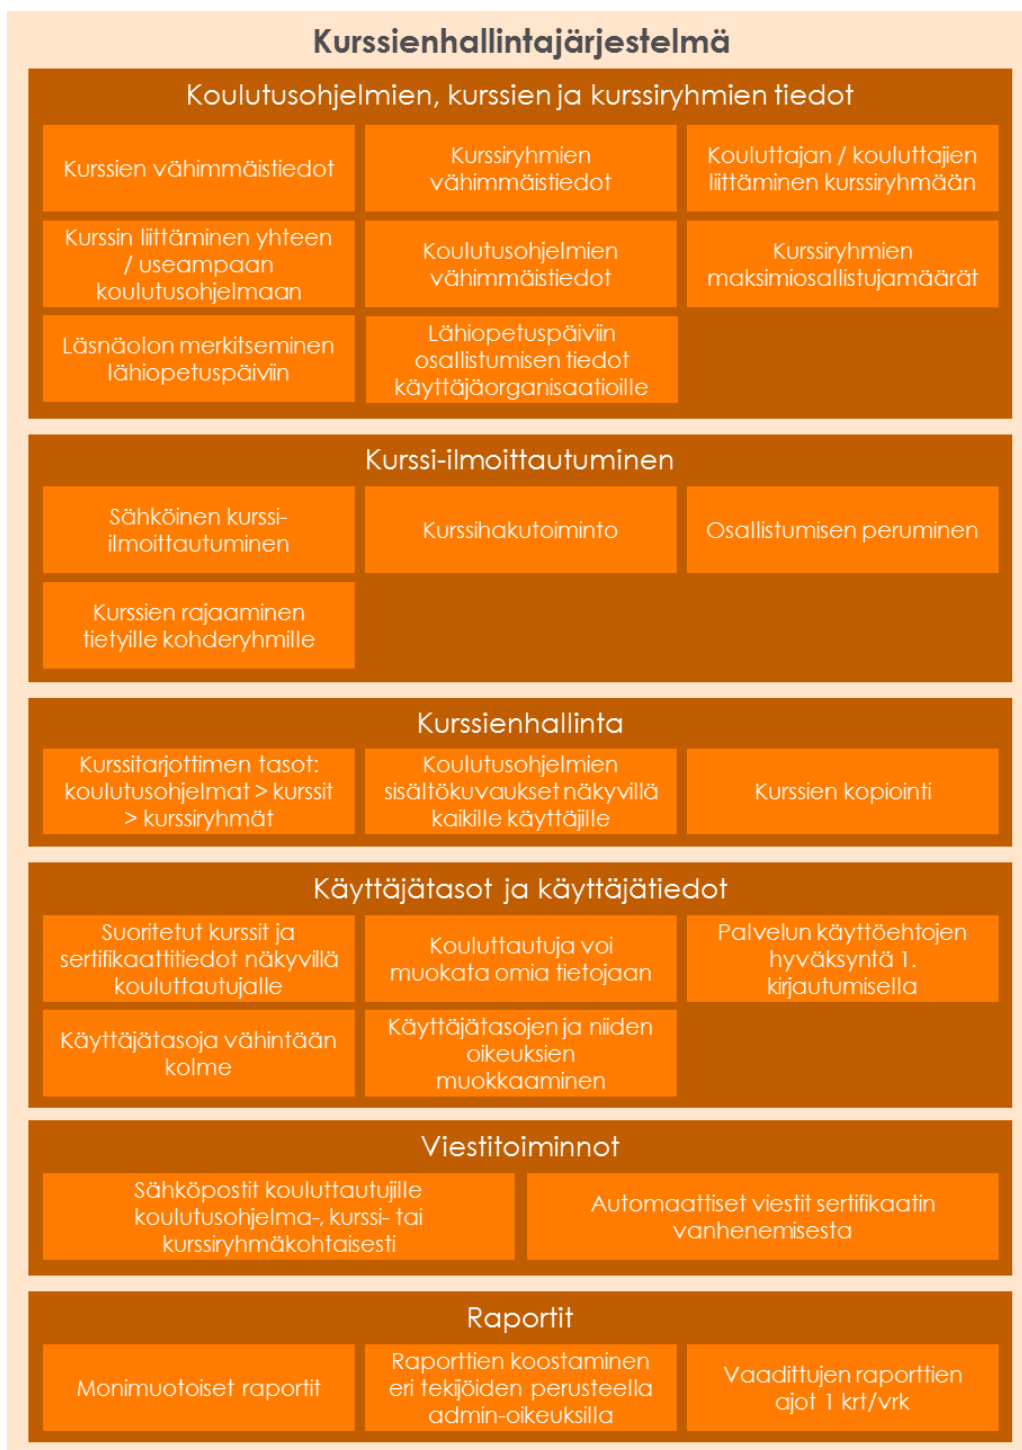 Kurssienhallintajärjestelmä
Koulutusohjelmien, kurssien ja kurssiryhmien tiedot
Kurssien vähimmäistiedot
Kurssiryhmien
vähimmäistiedot
Kouluttajan / kouluttajien
liittäminen kurssiryhmään
Kurssin liittäminen yhteen
/ useampaan
koulutusohjelmaan
Koulutusohjelmien
vähimmäistiedot
Kurssiryhmien
maksimiosallistujamäärät
Läsnäolon merkitseminen
lähiopetuspäiviin
Lähiopetuspäiviin
osallistumisen tiedot
käyttäjäorganisaatioille
Kurssi-ilmoittautuminen
Sähköinen kurssi-
ilmoittautuminen
Kurssihakutoiminto
Osallistumisen peruminen
Kurssien rajaaminen
tietyille kohderyhmille
Kurssienhallinta
Kurssitarjottimen tasot:
koulutusohjelmat > kurssit
> kurssiryhmät
Koulutusohjelmien
sisältökuvaukset näkyvillä
kaikille käyttäjille
Kurssien kopiointi
Käyttäjätasot ja käyttäjätiedot
Suoritetut kurssit ja
sertifikaattitiedot näkyvillä
kouluttautujalle
Kouluttautuja voi
muokata omia tietojaan
Palvelun käyttöehtojen
hyväksyntä 1.
kirjautumisella
Käyttäjätasoja vähintään
kolme
Käyttäjätasojen ja niiden
oikeuksien
muokkaaminen
Viestitoiminnot
Sähköpostit kouluttautujille
koulutusohjelma-, kurssi- tai
kurssiryhmäkohtaisesti
Automaattiset viestit sertifikaatin
vanhenemisesta
Raportit
Monimuotoiset raportit
Raporttien koostaminen
eri tekijöiden perusteella
admin-oikeuksilla
Vaadittujen raporttien
ajot 1 krt/vrk